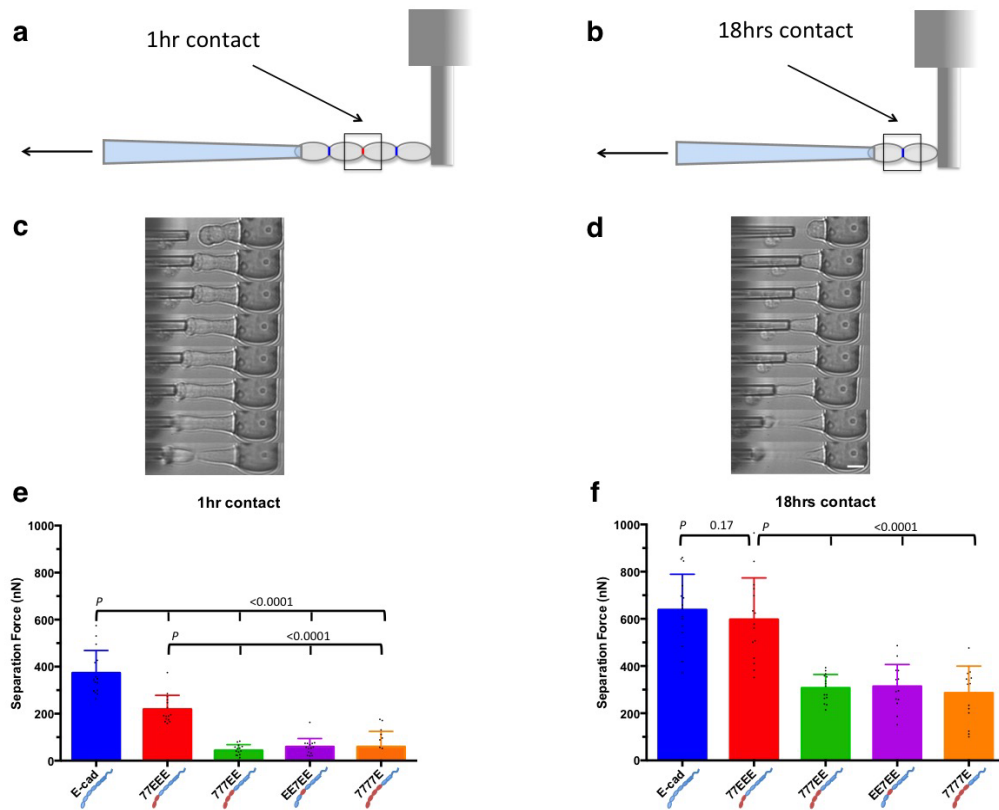 a
1hr contact
b
18hrs contact
c
d
e
1hr contact
Separation Force (nN)
1000
800
600
400
200
0
P
<0.0001
P
<0.0001
E-cad
77EEE
777EE
EE7EE
7777E
f
18hrs contact
Separation Force (nN)
1000
800
600
400
200
0
P
0.17
P
<0.0001
E-cad
77EEE
777EE
EE7EE
7777E